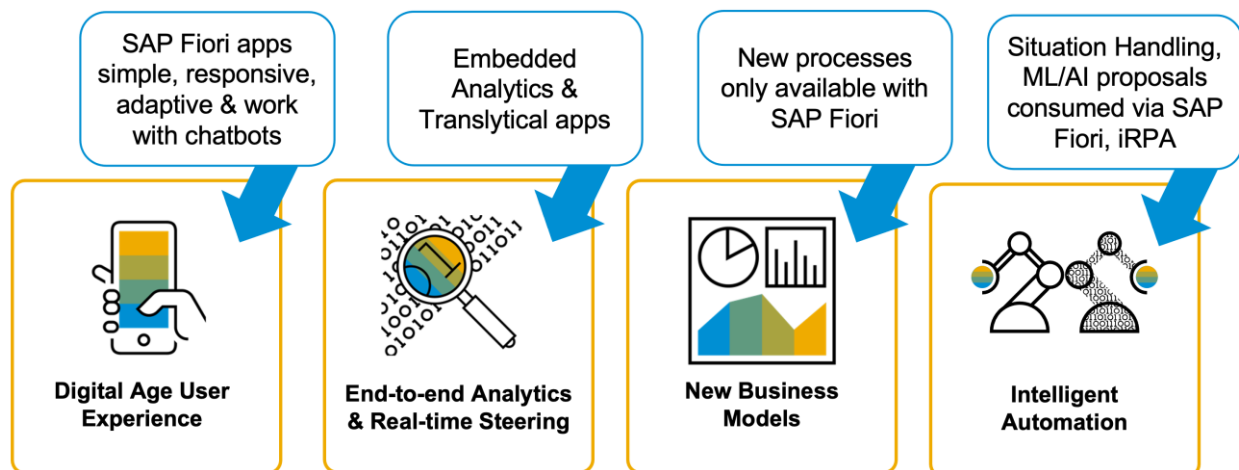 SAP Fiori apps
simple, responsive,
adaptive & work
with chatbots
Embedded
Analytics &
Translytical apps
New processes
only available with
SAP Fiori
Situation Handling,
ML/AI proposals
consumed via SAP
Fiori, iRPA
Digital Age User
Experience
End-to-end Analytics
& Real-time Steering
New Business
Models
Intelligent
Automation